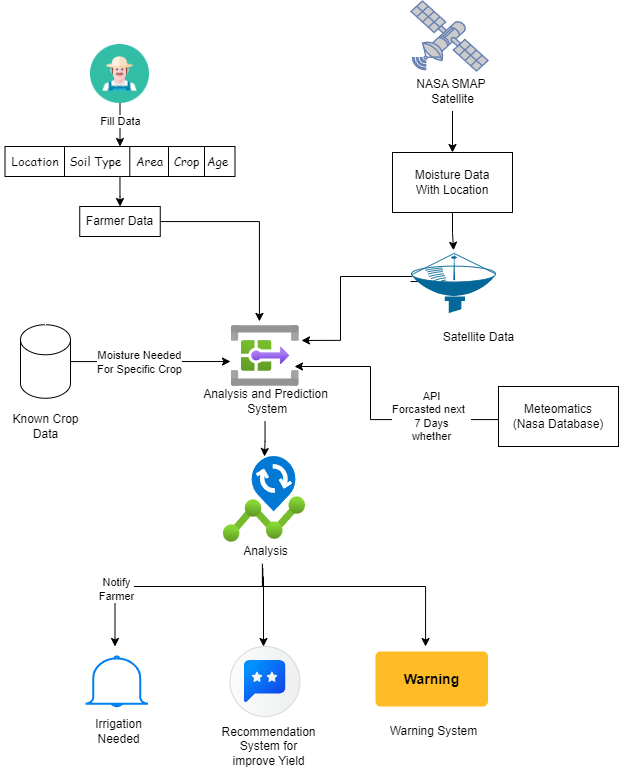 NASA SMAP
Satellite
Fill Data
Location Soil Type Area Crop Age
Moisture Data
With Location
Farmer Data
Satellite Data
Moisture Needed
For Specific Crop
Known Crop
Data
Analysis and Prediction
System
API
Forcasted next
7 Days
whether
Meteomatics
(Nasa Database)
Analysis
Notify
Farmer
Irrigation
Needed
Recommendation
System for
improve Yield
Warning
Warning System